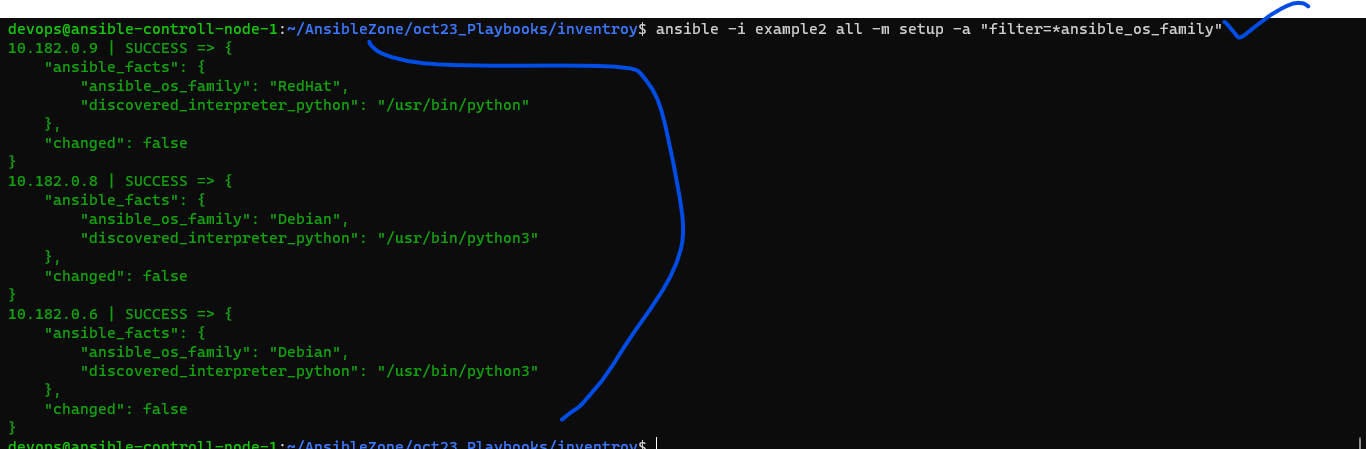 devops@ansible-controll-node-1:~/AnsibleZone/oct23_Playbooks/inventroy$ ansible -i example2 all -m setup -a "filter=*ansible_os_family"
10.182.0.9 | SUCCESS => {
    "ansible_facts": {
        "ansible_os_family": "RedHat",
        "discovered_interpreter_python": "/usr/bin/python"
    },
    "changed": false
}
10.182.0.8 | SUCCESS => {
    "ansible_facts": {
        "ansible_os_family": "Debian",
        "discovered_interpreter_python": "/usr/bin/python3"
    },
    "changed": false
}
10.182.0.6 | SUCCESS => {
    "ansible_facts": {
        "ansible_os_family": "Debian",
        "discovered_interpreter_python": "/usr/bin/python3"
    },
    "changed": false
}
devops@ansible-controll-node-1:~/AnsibleZone/oct23_Playbooks/inventroy$